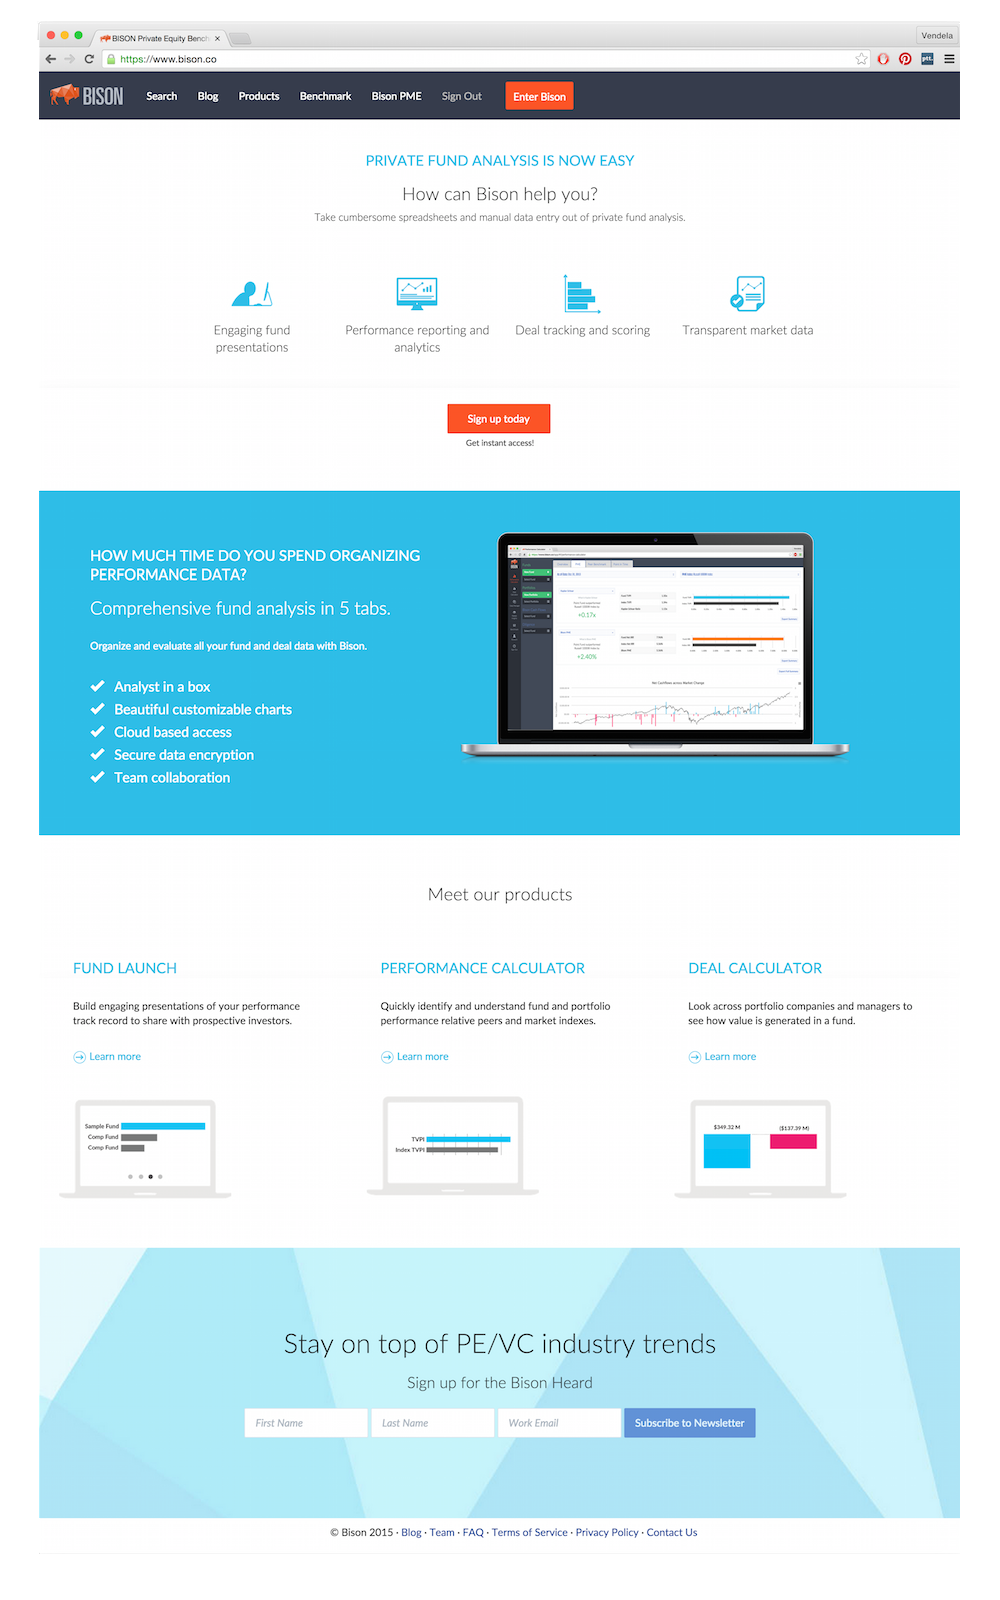 BISON Private Equity Bench
Vendela
https://www.bison.co
ptt.
BISON
Search
Blog
Products
Benchmark
Bison PME
Sign Out
Enter Bison
PRIVATE FUND ANALYSIS IS NOW EASY
How can Bison help you?
Take cumbersome spreadsheets and manual data entry out of private fund analysis.
Engaging fund
presentations
Performance reporting and
analytics
Deal tracking and scoring
Transparent market data
Sign up today
Get instant access!
HOW MUCH TIME DO YOU SPEND ORGANIZING
PERFORMANCE DATA?
Comprehensive fund analysis in 5 tabs.
Organize and evaluate all your fund and deal data with Bison.
Analyst in a box
Beautiful customizable charts
Cloud based access
Secure data encryption
Team collaboration
+0.17x
+2.40%
Meet our products
FUND LAUNCH
Build engaging presentations of your performance
track record to share with prospective investors.
Learn more
Sample Fund
Comp Fund
Comp Fund
PERFORMANCE CALCULATOR
Quickly identify and understand fund and portfolio
performance relative peers and market indexes.
Learn more
TVPI
Index TVPI
DEAL CALCULATOR
Look across portfolio companies and managers to
see how value is generated in a fund.
Learn more
$349.32 M
($137.39 M)
Stay on top of PE/VC industry trends
Sign up for the Bison Heard
First Name
Last Name
Work Email
Subscribe to Newsletter
© Bison 2015 · Blog · Team · FAQ · Terms of Service · Privacy Policy · Contact Us